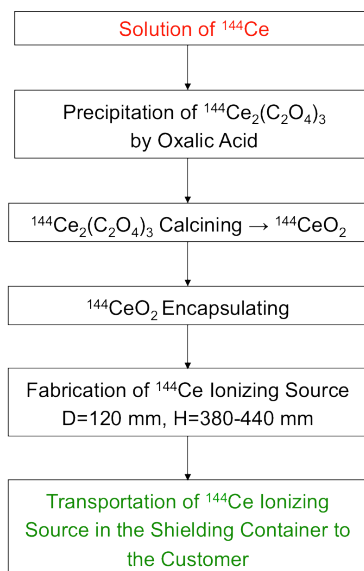 Solution of ¹⁴⁴Ce
Precipitation of ¹⁴⁴Ce₂(C₂O₄)₃
by Oxalic Acid
¹⁴⁴Ce₂(C₂O₄)₃ Calcining → ¹⁴⁴CeO₂
¹⁴⁴CeO₂ Encapsulating
Fabrication of ¹⁴⁴Ce Ionizing Source
D=120 mm, H=380-440 mm
Transportation of ¹⁴⁴Ce Ionizing
Source in the Shielding Container to
the Customer